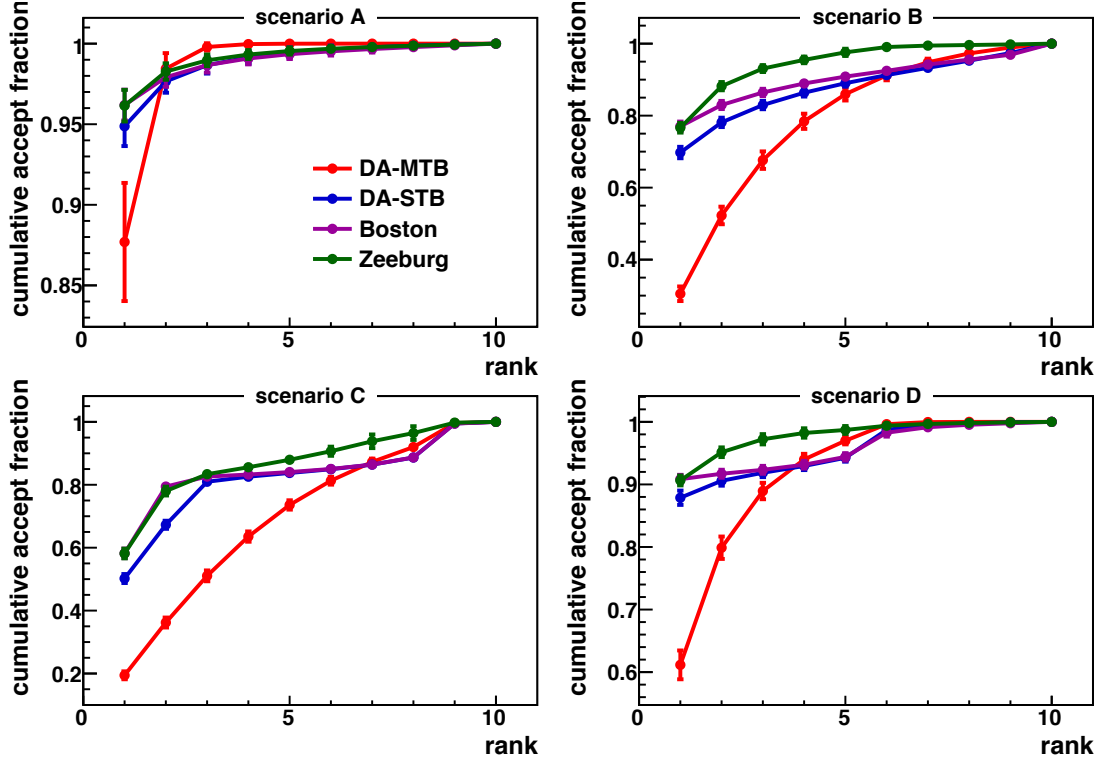 scenario A
cumulative accept fraction
1
0.95
0.9
0.85
DA-MTB
DA-STB
Boston
Zeeburg
0 5 10
rank
scenario B
cumulative accept fraction
1
0.8
0.6
0.4
0 5 10
rank
scenario C
cumulative accept fraction
1
0.8
0.6
0.4
0.2
0 5 10
rank
scenario D
cumulative accept fraction
1
0.9
0.8
0.7
0.6
0 5 10
rank